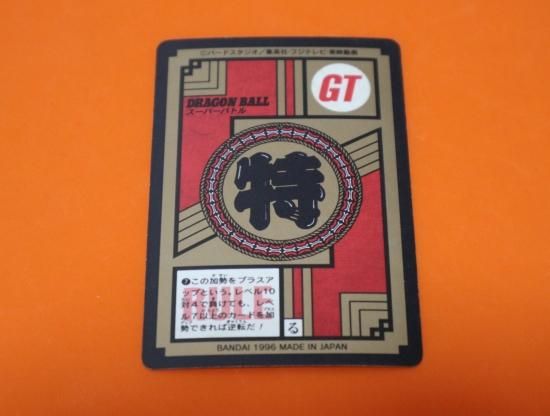 ©バードスタジオ/集英社・フジテレビ・東映動画
GT
DRAGON BALL
スーパーバトル
特
RULE
⑦この加勢をプラスア
ップという。レベル10
対4で負けても、レベ
ル7以上のカードを加
勢できれば逆転だ!
る
BANDAI 1996 MADE IN JAPAN